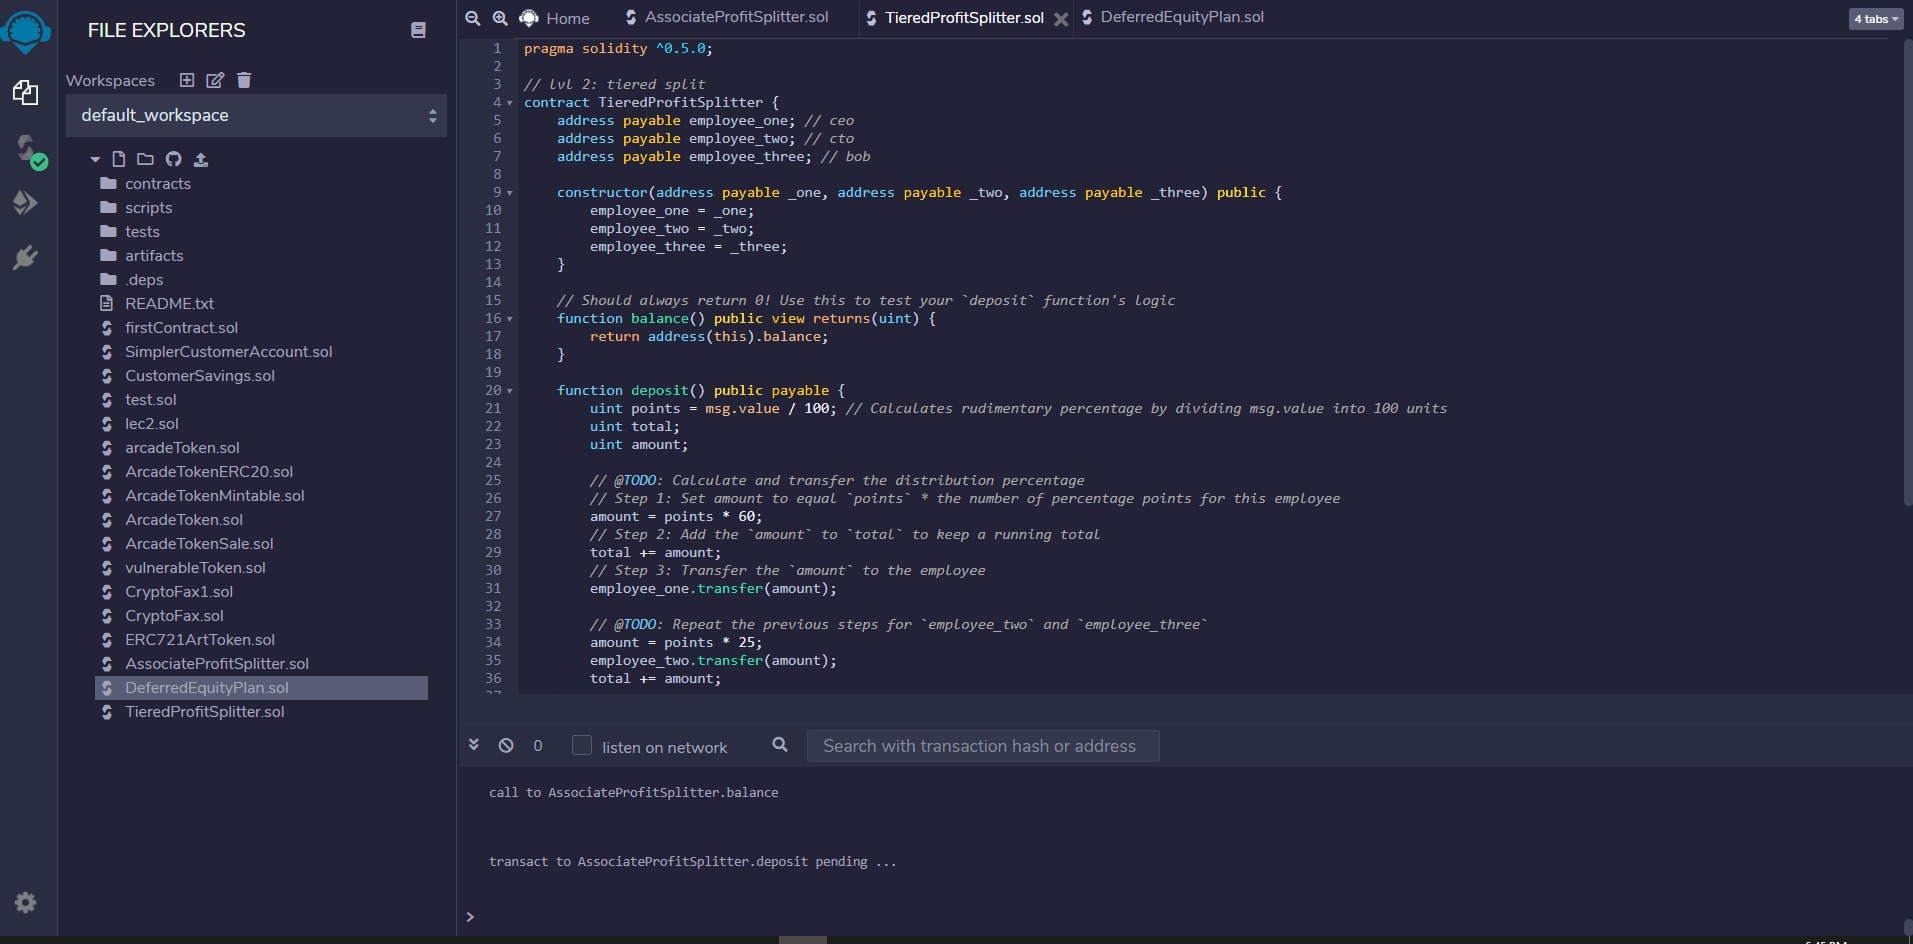 FILE EXPLORERS
Workspaces
default_workspace
contracts
scripts
tests
artifacts
.deps
README.txt
firstContract.sol
SimplerCustomerAccount.sol
CustomerSavings.sol
test.sol
lec2.sol
arcadeToken.sol
ArcadeTokenERC20.sol
ArcadeTokenMintable.sol
ArcadeToken.sol
ArcadeTokenSale.sol
vulnerableToken.sol
CryptoFax1.sol
CryptoFax.sol
ERC721ArtToken.sol
AssociateProfitSplitter.sol
DeferredEquityPlan.sol
TieredProfitSplitter.sol
Home AssociateProfitSplitter.sol TieredProfitSplitter.sol DeferredEquityPlan.sol 4 tabs
1 pragma solidity ^0.5.0;
2
3 // lvl 2: tiered split
4 contract TieredProfitSplitter {
5 address payable employee_one; // ceo
6 address payable employee_two; // cto
7 address payable employee_three; // bob
8
9 constructor(address payable _one, address payable _two, address payable _three) public {
10 employee_one = _one;
11 employee_two = _two;
12 employee_three = _three;
13 }
14
15 // Should always return 0! Use this to test your `deposit` function's logic
16 function balance() public view returns(uint) {
17 return address(this).balance;
18 }
19
20 function deposit() public payable {
21 uint points = msg.value / 100; // Calculates rudimentary percentage by dividing msg.value into 100 units
22 uint total;
23 uint amount;
24
25 // @TODO: Calculate and transfer the distribution percentage
26 // Step 1: Set amount to equal `points` * the number of percentage points for this employee
27 amount = points * 60;
28 // Step 2: Add the `amount` to `total` to keep a running total
29 total += amount;
30 // Step 3: Transfer the `amount` to the employee
31 employee_one.transfer(amount);
32
33 // @TODO: Repeat the previous steps for `employee_two` and `employee_three`
34 amount = points * 25;
35 employee_two.transfer(amount);
36 total += amount;
0 listen on network Search with transaction hash or address
call to AssociateProfitSplitter.balance
transact to AssociateProfitSplitter.deposit pending ...
>